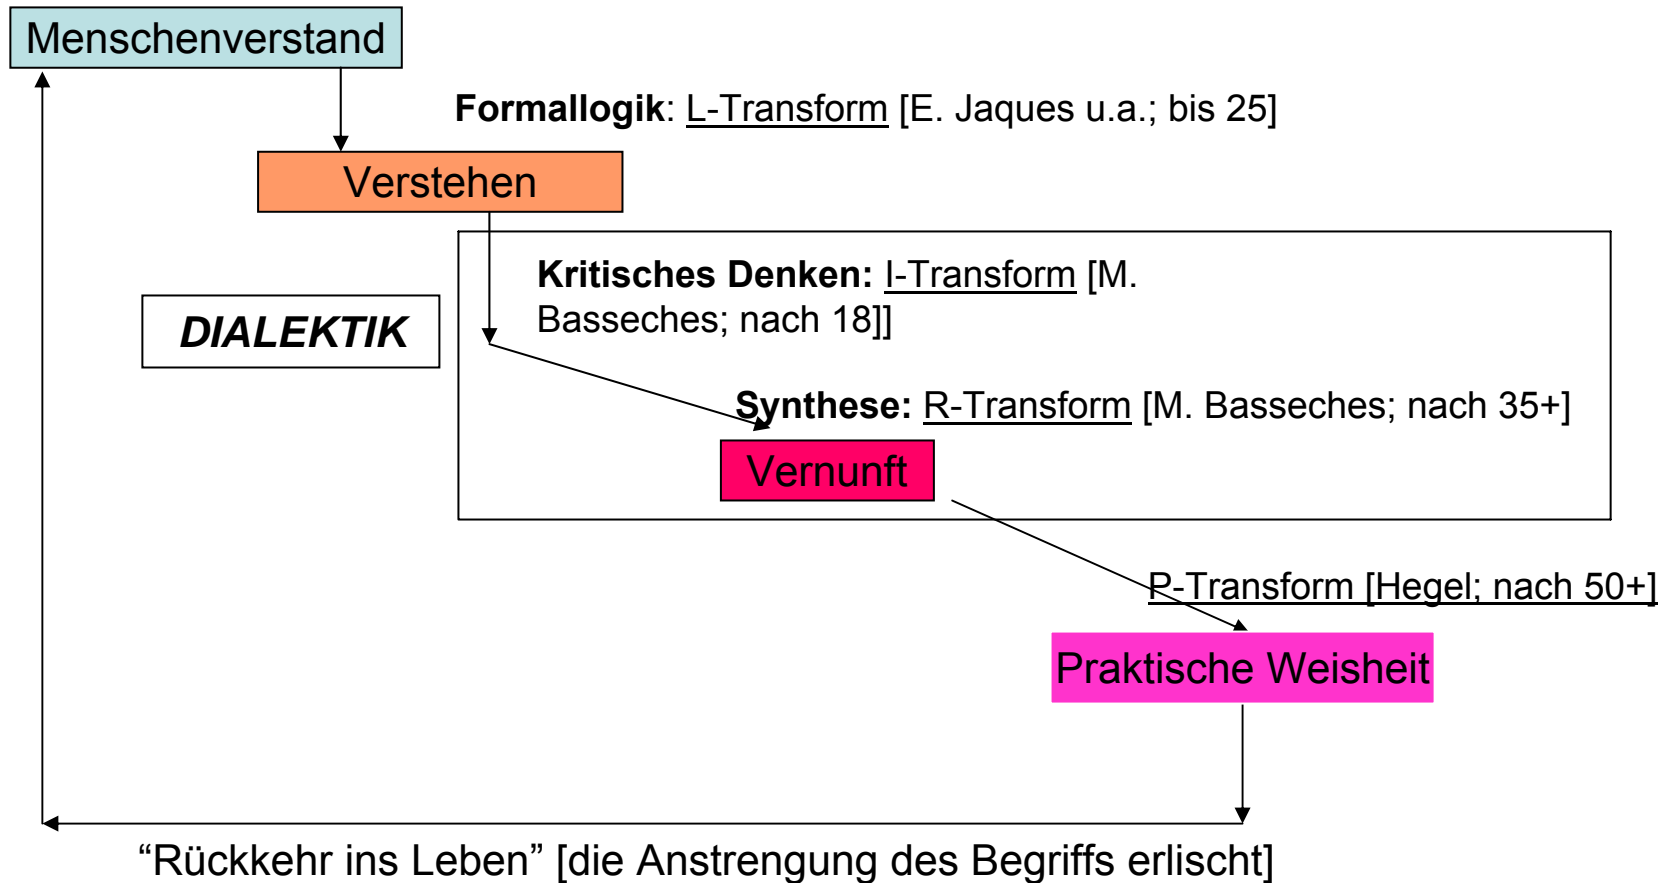 Menschenverstand
Formallogik: L-Transform [E. Jaques u.a.; bis 25]
Verstehen
Kritisches Denken: I-Transform [M.
Basseches; nach 18]]
DIALEKTIK
Synthese: R-Transform [M. Basseches; nach 35+]
Vernunft
P-Transform [Hegel; nach 50+]
Praktische Weisheit
“Rückkehr ins Leben” [die Anstrengung des Begriffs erlischt]